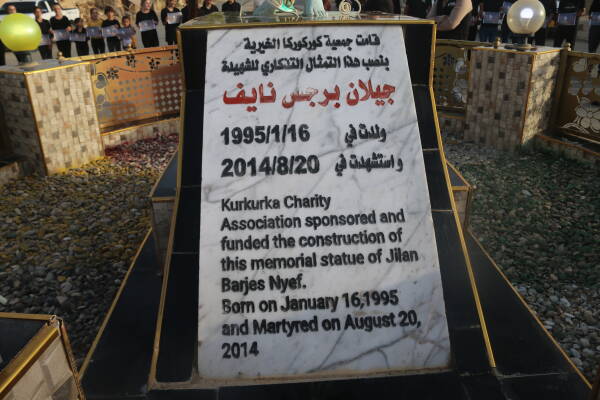 قامت جمعية كوركوركا الخيرية
بنصب هذا التمثال التذكاري للشهيدة
جيلان برجس نايف
ولدت في 1995/1/16
و استشهدت في 2014/8/20
Kurkurka Charity
Association sponsored and
funded the construction of
this memorial statue of Jilan
Barjes Nyef.
Born on January 16,1995
and Martyred on August 20,
2014